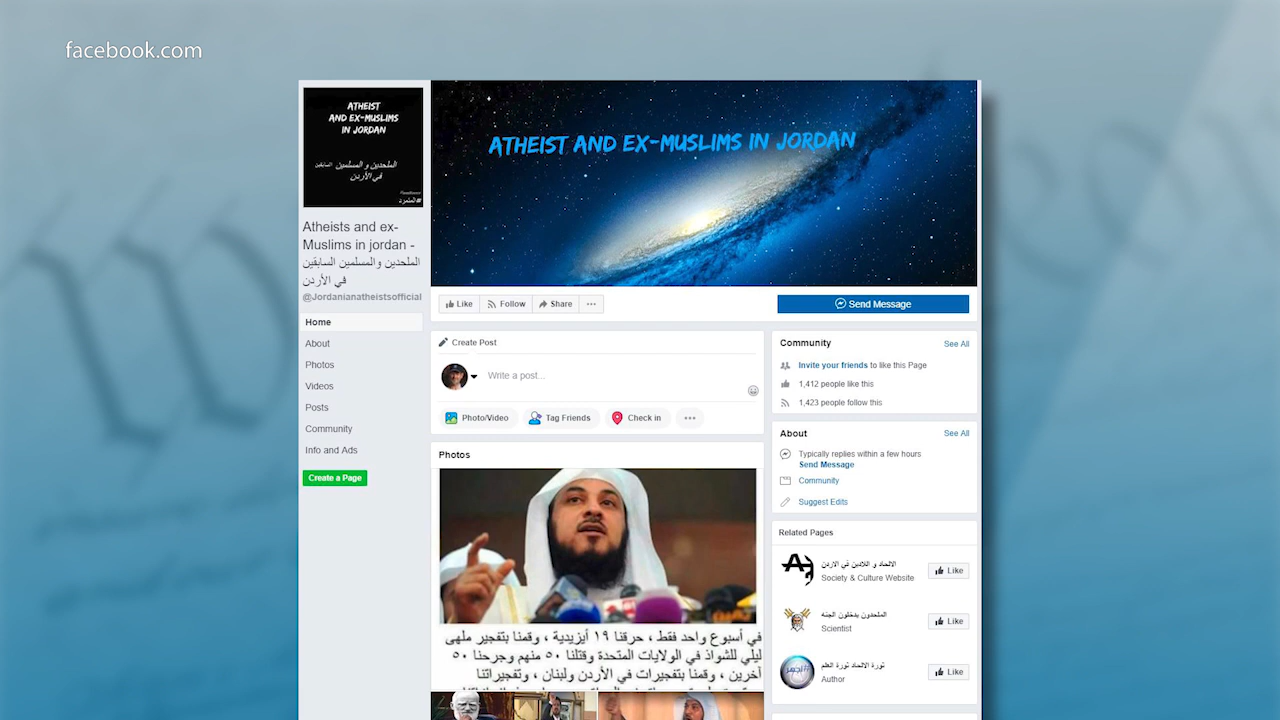 facebook.com
ATHEIST
AND EX-MUSLIMS
IN JORDAN
الملحدين و المسلمين السابقين
في الأردن
#المتمرد
ATHEIST AND EX-MUSLIMS IN JORDAN
Atheists and ex-
Muslims in jordan -
الملحدين والمسلمين السابقين
في الأردن
@Jordanianatheistsofficial
Home
About
Photos
Videos
Posts
Community
Info and Ads
Create a Page
Like
Follow
Share
Send Message
Create Post
Write a post...
Photo/Video
Tag Friends
Check in
Photos
في أسبوع واحد فقط ، حرقنا ١٩ أيزيدية ، وقمنا بتفجير ملهى
ليلي للشواذ في الولايات المتحدة وقتلنا ٥٠ منهم وجرحنا ٥٠
آخرين ، وقمنا بتفجيرات في الأردن ولبنان ، وتفجيراتنا
Community
See All
Invite your friends to like this Page
1,412 people like this
1,423 people follow this
About
See All
Typically replies within a few hours
Send Message
Community
Suggest Edits
Related Pages
الالحاد و اللادين في الاردن
Society & Culture Website
Like
الملحدون يدخلون الجنه
Scientist
Like
ثورة الالحاد ثورة العلم
Author
Like